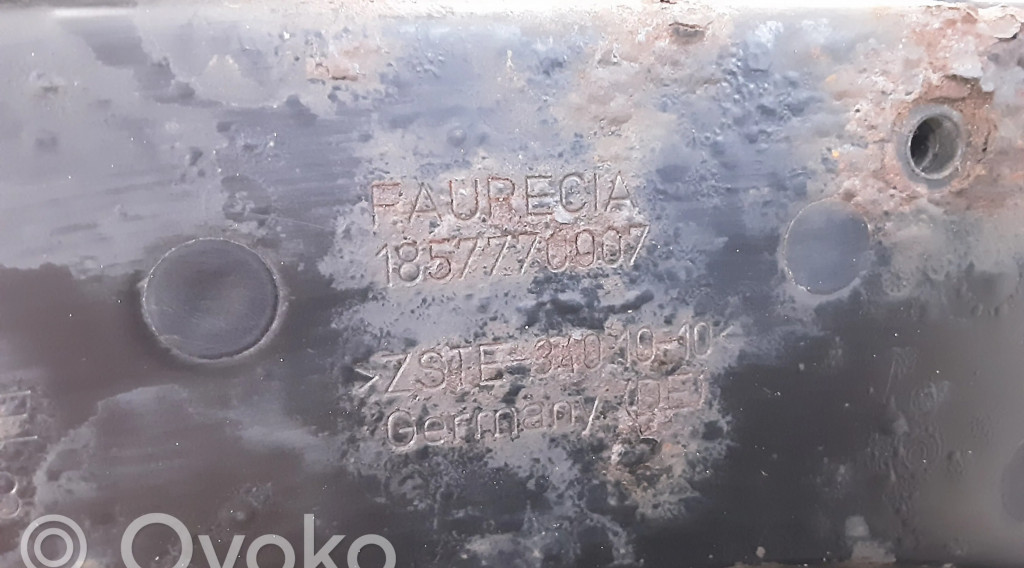 FAURECIA
1857770907
>ZSTE-340 10-10<
Germany (DE)
© Ovoko